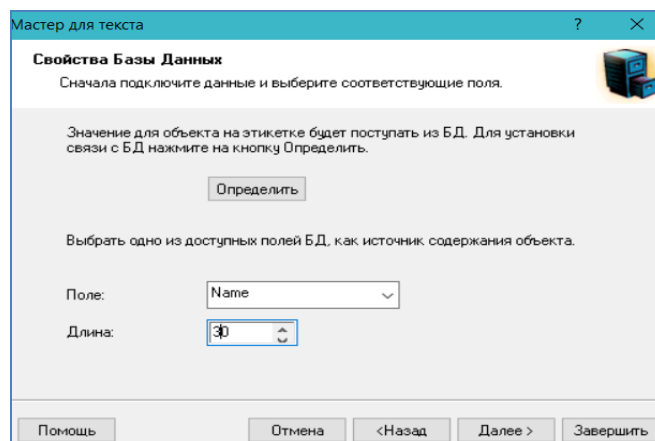 Мастер для текста ?
Свойства Базы Данных
Сначала подключите данные и выберите соответствующие поля.
Значение для объекта на этикетке будет поступать из БД. Для установки
связи с БД нажмите на кнопку Определить.
Определить
Выбрать одно из доступных полей БД, как источник содержания объекта.
Поле: Name
Длина: 30
Помощь Отмена <Назад Далее > Завершить